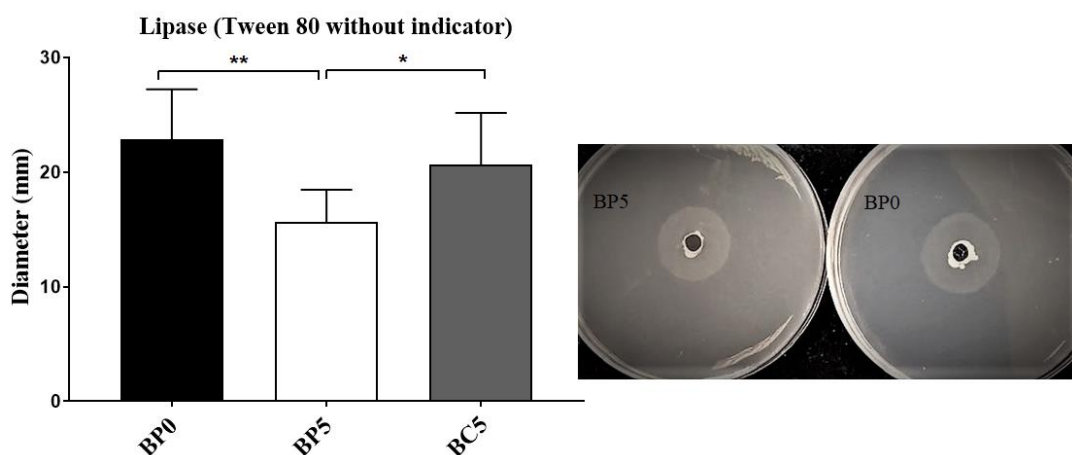 Lipase (Tween 80 without indicator)
30
**
*
20
10
0
Diameter (mm)
BP0
BP5
BC5
BP5
BP0